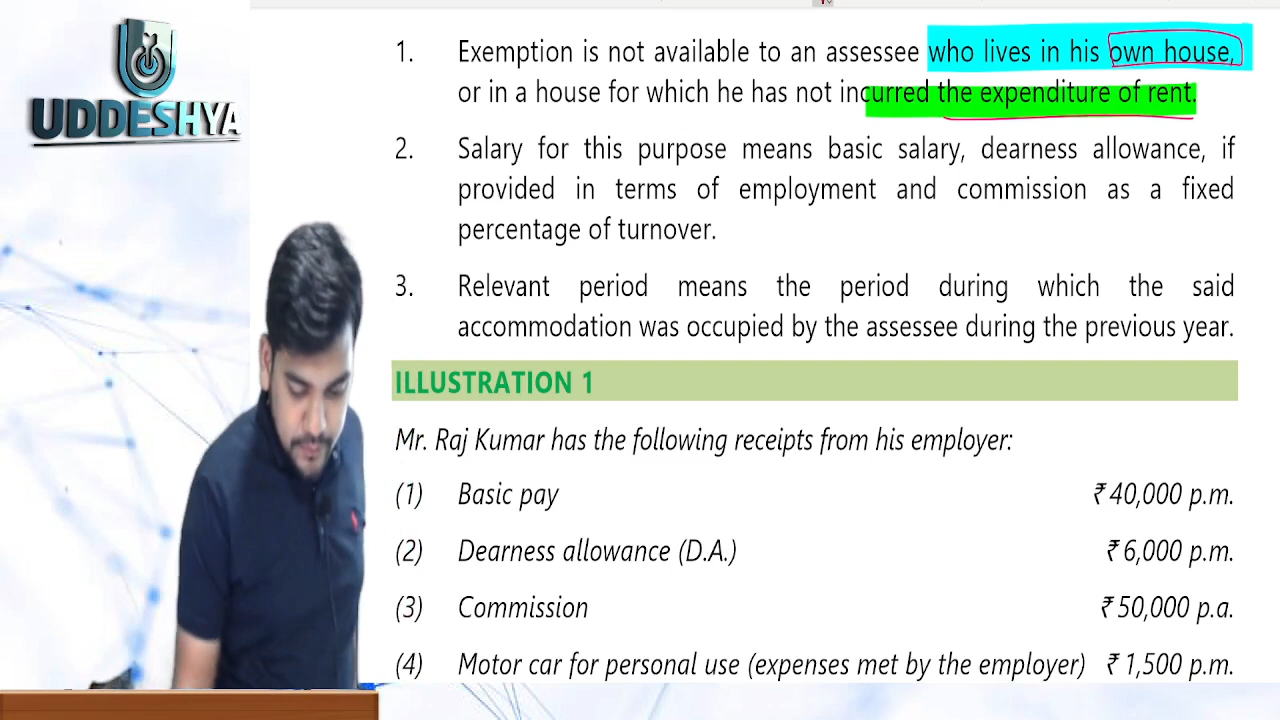 UDDESHYA
1. Exemption is not available to an assessee who lives in his own house,
or in a house for which he has not incurred the expenditure of rent.
2. Salary for this purpose means basic salary, dearness allowance, if
provided in terms of employment and commission as a fixed
percentage of turnover.
3. Relevant period means the period during which the said
accommodation was occupied by the assessee during the previous year.
ILLUSTRATION 1
Mr. Raj Kumar has the following receipts from his employer:
(1) Basic pay ₹ 40,000 p.m.
(2) Dearness allowance (D.A.) ₹ 6,000 p.m.
(3) Commission ₹ 50,000 p.a.
(4) Motor car for personal use (expenses met by the employer) ₹ 1,500 p.m.